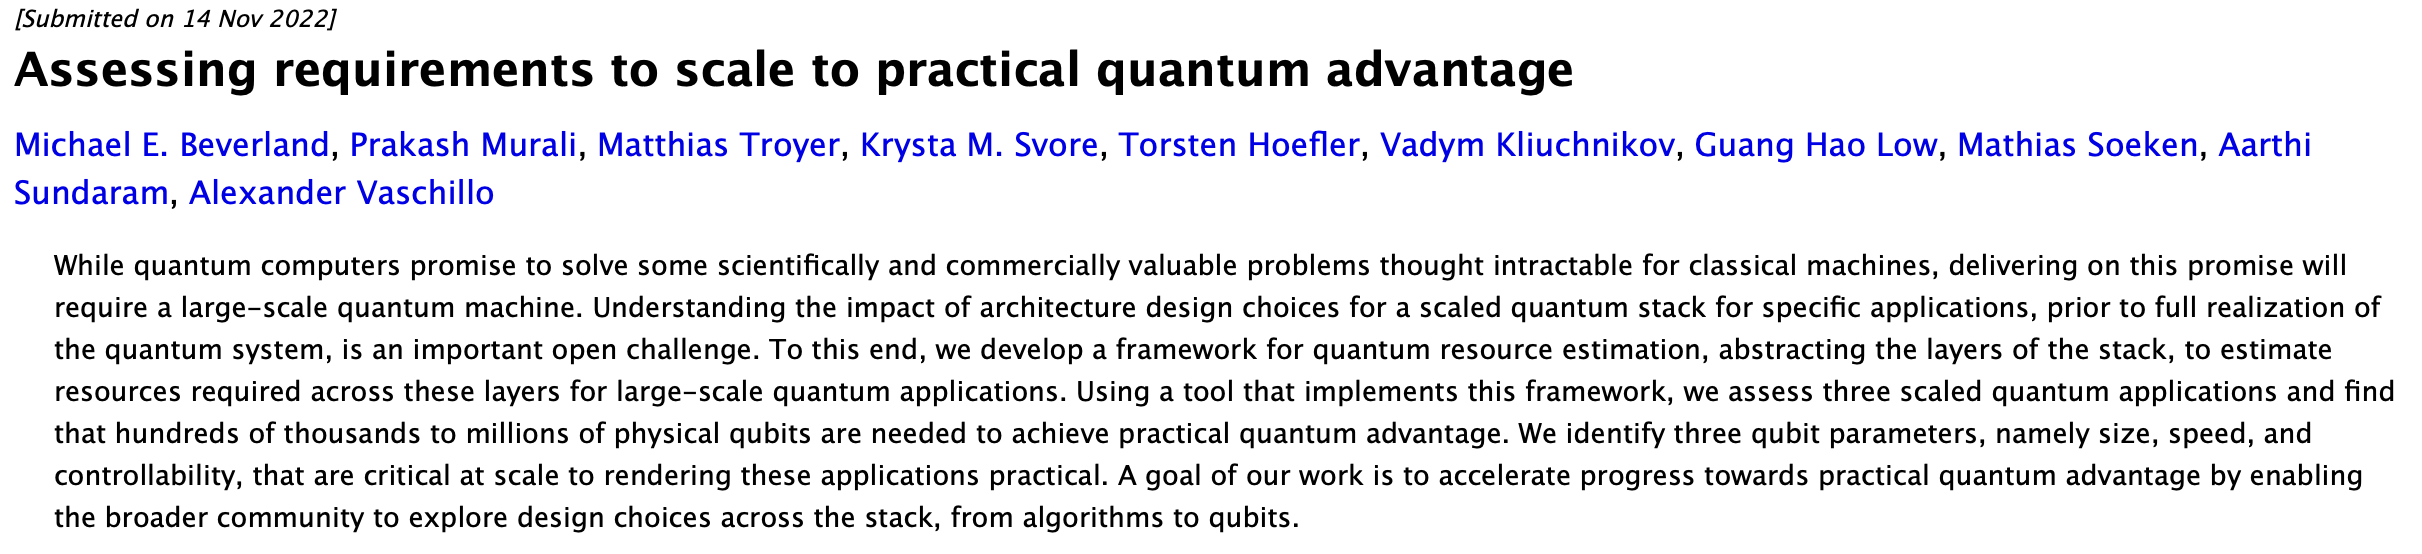 [Submitted on 14 Nov 2022]
Assessing requirements to scale to practical quantum advantage
Michael E. Beverland, Prakash Murali, Matthias Troyer, Krysta M. Svore, Torsten Hoefler, Vadym Kliuchnikov, Guang Hao Low, Mathias Soeken, Aarthi
Sundaram, Alexander Vaschillo
While quantum computers promise to solve some scientifically and commercially valuable problems thought intractable for classical machines, delivering on this promise will
require a large-scale quantum machine. Understanding the impact of architecture design choices for a scaled quantum stack for specific applications, prior to full realization of
the quantum system, is an important open challenge. To this end, we develop a framework for quantum resource estimation, abstracting the layers of the stack, to estimate
resources required across these layers for large-scale quantum applications. Using a tool that implements this framework, we assess three scaled quantum applications and find
that hundreds of thousands to millions of physical qubits are needed to achieve practical quantum advantage. We identify three qubit parameters, namely size, speed, and
controllability, that are critical at scale to rendering these applications practical. A goal of our work is to accelerate progress towards practical quantum advantage by enabling
the broader community to explore design choices across the stack, from algorithms to qubits.